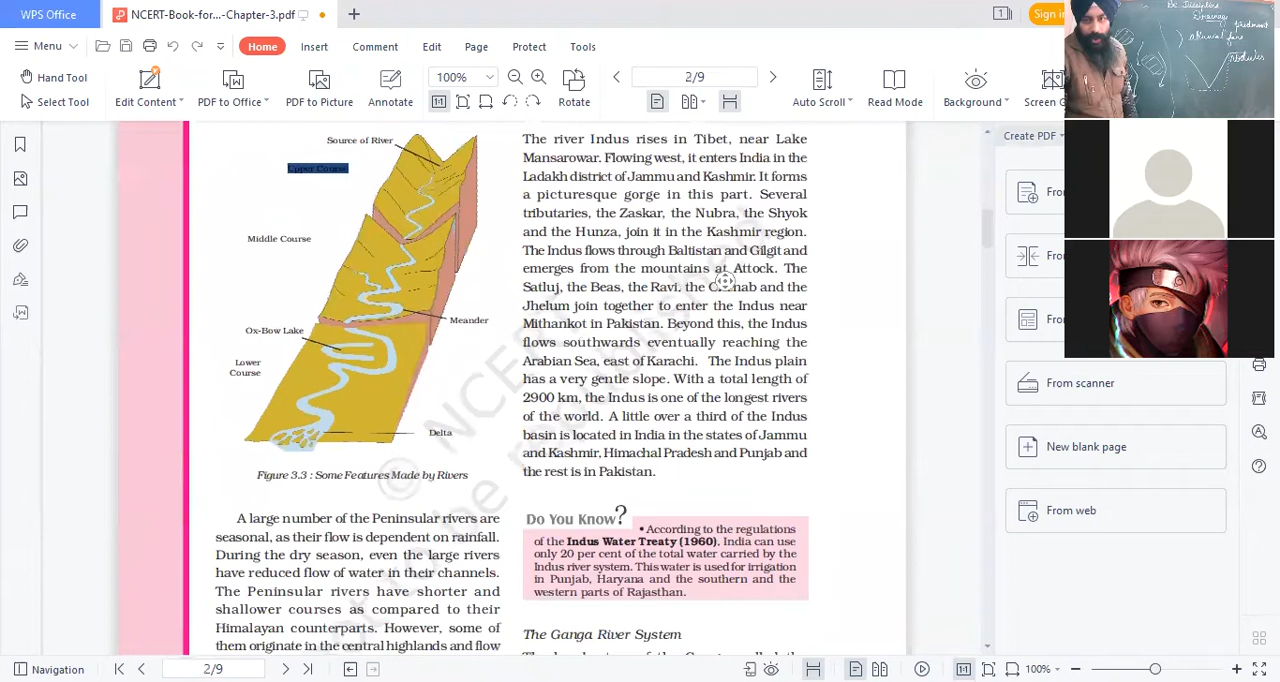 WPS Office
NCERT-Book-for...-Chapter-3.pdf
Sign in
Menu
Home
Insert
Comment
Edit
Page
Protect
Tools
Hand Tool
Select Tool
Edit Content
PDF to Office
PDF to Picture
Annotate
100%
Rotate
2/9
Auto Scroll
Read Mode
Background
Screen G
alluvial fans
Create PDF
Fro
Fro
Fro
From scanner
New blank page
From web
Source of River
Upper Course
Middle Course
Ox-Bow Lake
Meander
Lower
Course
Delta
Figure 3.3 : Some Features Made by Rivers
A large number of the Peninsular rivers are
seasonal, as their flow is dependent on rainfall.
During the dry season, even the large rivers
have reduced flow of water in their channels.
The Peninsular rivers have shorter and
shallower courses as compared to their
Himalayan counterparts. However, some of
them originate in the central highlands and flow
The river Indus rises in Tibet, near Lake
Mansarowar. Flowing west, it enters India in the
Ladakh district of Jammu and Kashmir. It forms
a picturesque gorge in this part. Several
tributaries, the Zaskar, the Nubra, the Shyok
and the Hunza, join it in the Kashmir region.
The Indus flows through Baltistan and Gilgit and
emerges from the mountains at Attock. The
Satluj, the Beas, the Ravi, the Chenab and the
Jhelum join together to enter the Indus near
Mithankot in Pakistan. Beyond this, the Indus
flows southwards eventually reaching the
Arabian Sea, east of Karachi. The Indus plain
has a very gentle slope. With a total length of
2900 km, the Indus is one of the longest rivers
of the world. A little over a third of the Indus
basin is located in India in the states of Jammu
and Kashmir, Himachal Pradesh and Punjab and
the rest is in Pakistan.
Do You Know?
• According to the regulations
of the Indus Water Treaty (1960). India can use
only 20 per cent of the total water carried by the
Indus river system. This water is used for irrigation
in Punjab, Haryana and the southern and the
western parts of Rajasthan.
The Ganga River System
© NCERT
Navigation
2/9
100%